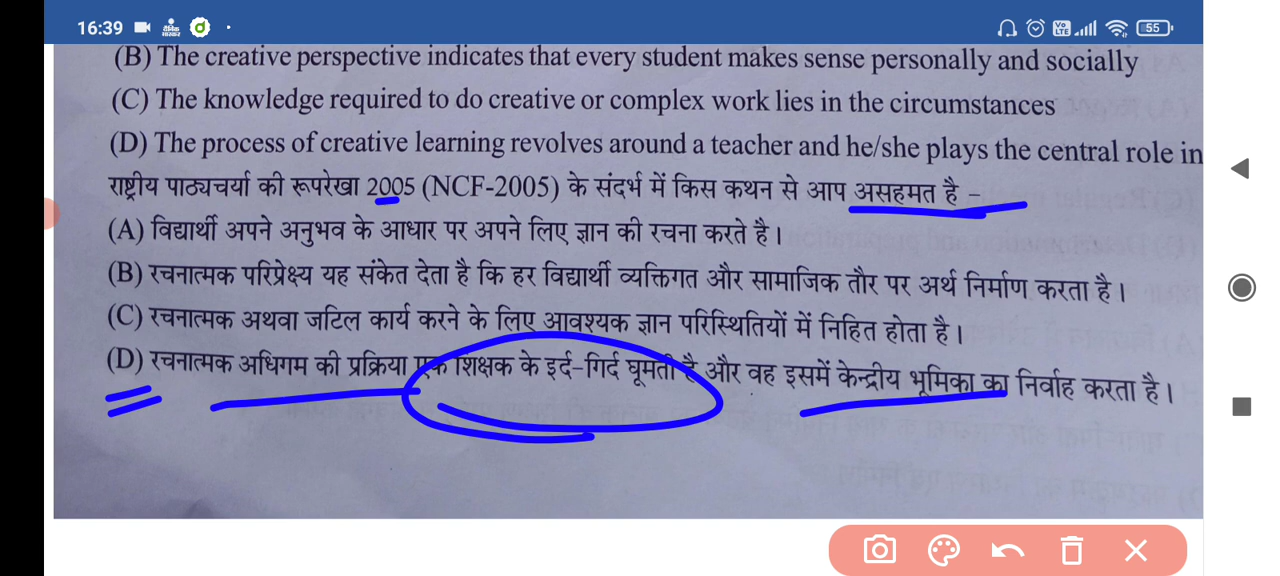 16:39
55
(B) The creative perspective indicates that every student makes sense personally and socially
(C) The knowledge required to do creative or complex work lies in the circumstances
(D) The process of creative learning revolves around a teacher and he/she plays the central role in
राष्ट्रीय पाठ्यचर्या की रूपरेखा 2005 (NCF-2005) के संदर्भ में किस कथन से आप असहमत है –
(A) विद्यार्थी अपने अनुभव के आधार पर अपने लिए ज्ञान की रचना करते है।
(B) रचनात्मक परिप्रेक्ष्य यह संकेत देता है कि हर विद्यार्थी व्यक्तिगत और सामाजिक तौर पर अर्थ निर्माण करता है।
(C) रचनात्मक अथवा जटिल कार्य करने के लिए आवश्यक ज्ञान परिस्थितियों में निहित होता है।
(D) रचनात्मक अधिगम की प्रक्रिया एक शिक्षक के इर्द-गिर्द घूमती है और वह इसमें केन्द्रीय भूमिका का निर्वाह करता है।